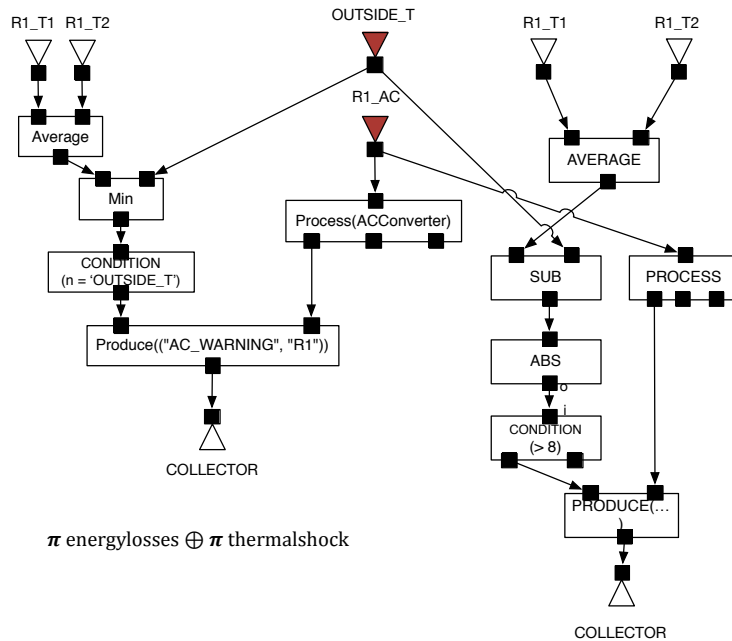 OUTSIDE_T
R1_T1
R1_T2
R1_T1
R1_T2
R1_AC
Average
AVERAGE
Min
Process(ACConverter)
CONDITION
(n = ‘OUTSIDE_T’)
SUB
PROCESS
Produce(("AC_WARNING", "R1"))
ABS
o
i
CONDITION
(> 8)
COLLECTOR
PRODUCE(...
)
π energylosses ⊕ π thermalshock
COLLECTOR